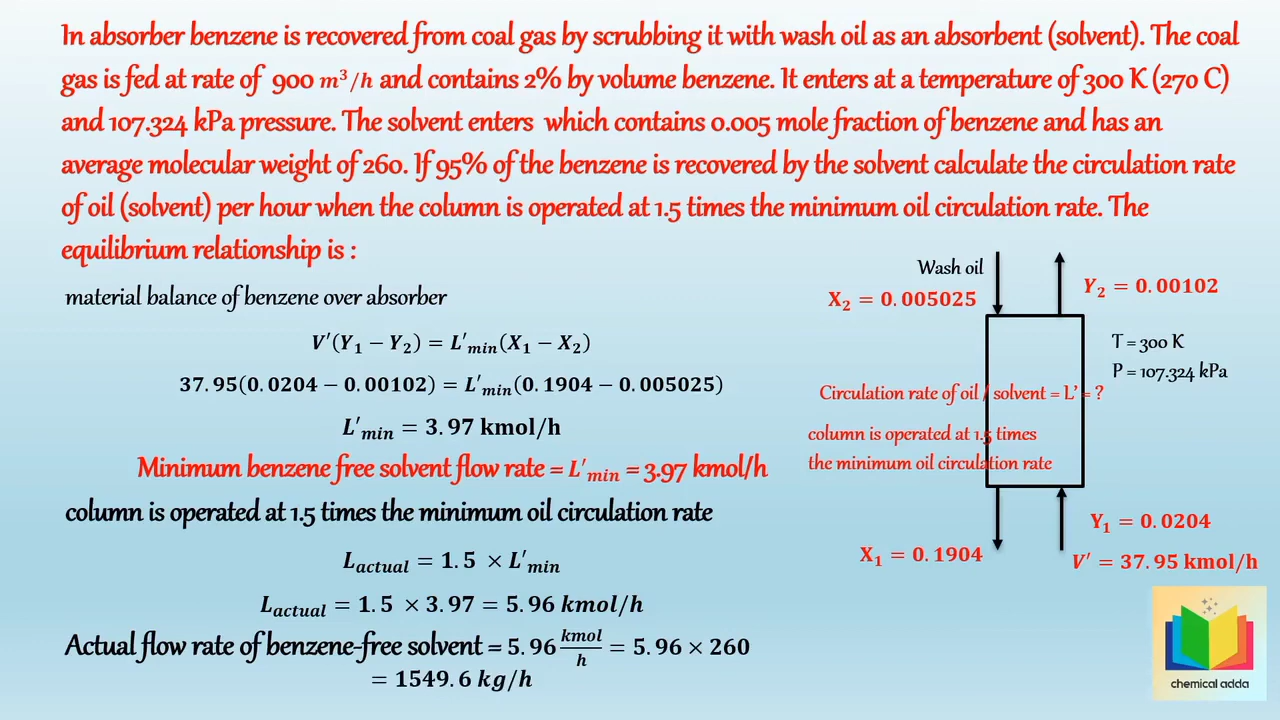 In absorber benzene is recovered from coal gas by scrubbing it with wash oil as an absorbent (solvent). The coal
gas is fed at rate of 900 m³/h and contains 2% by volume benzene. It enters at a temperature of 300 K (270 C)
and 107.324 kPa pressure. The solvent enters which contains 0.005 mole fraction of benzene and has an
average molecular weight of 260. If 95% of the benzene is recovered by the solvent calculate the circulation rate
of oil (solvent) per hour when the column is operated at 1.5 times the minimum oil circulation rate. The
equilibrium relationship is :
material balance of benzene over absorber
V′(Y₁ − Y₂) = L′ₘᵢₙ(X₁ − X₂)
37.95(0.0204 − 0.00102) = L′ₘᵢₙ(0.1904 − 0.005025)
L′ₘᵢₙ = 3.97 kmol/h
Minimum benzene free solvent flow rate = L′ₘᵢₙ = 3.97 kmol/h
column is operated at 1.5 times the minimum oil circulation rate
L_actual = 1.5 × L′ₘᵢₙ
L_actual = 1.5 × 3.97 = 5.96 kmol/h
Actual flow rate of benzene-free solvent = 5.96 kmol/h = 5.96 × 260
= 1549.6 kg/h
Wash oil
X₂ = 0.005025
Y₂ = 0.00102
T = 300 K
P = 107.324 kPa
Circulation rate of oil / solvent = L' = ?
column is operated at 1.5 times
the minimum oil circulation rate
Y₁ = 0.0204
X₁ = 0.1904
V′ = 37.95 kmol/h
chemical adda